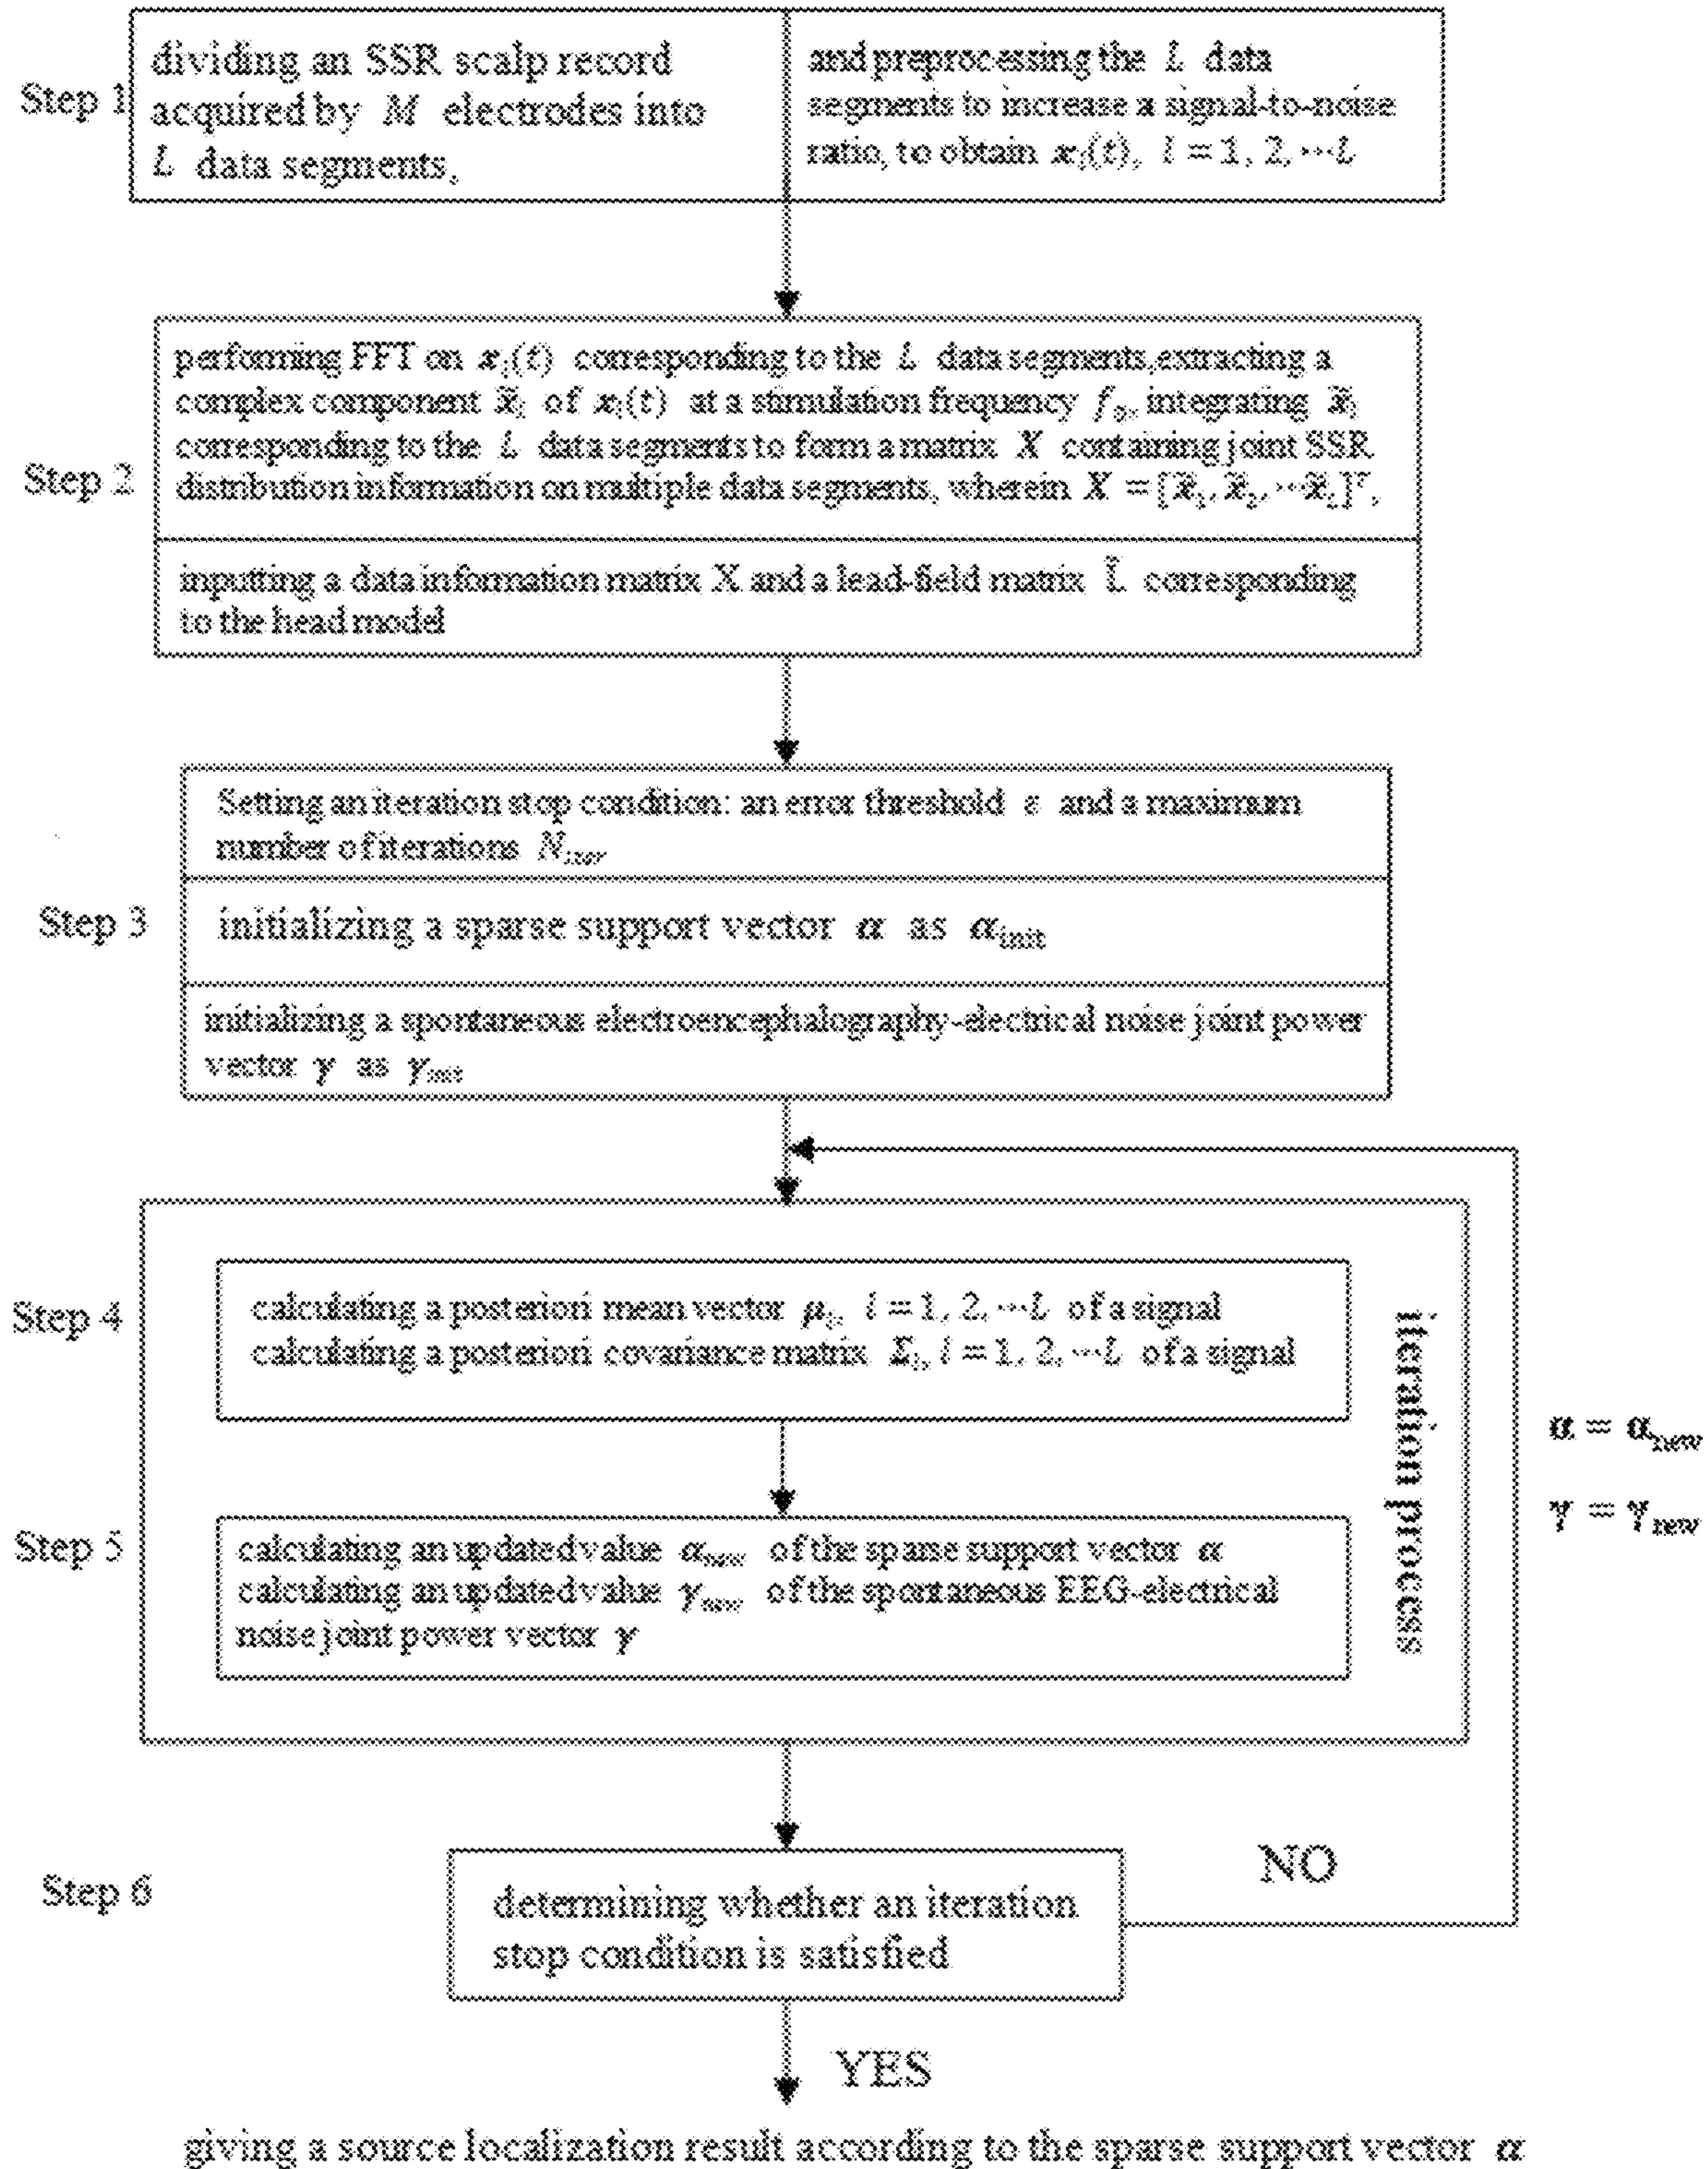 Step 1
dividing an SSR scalp record
acquired by M electrodes into
L data segments,
and preprocessing the L data
segments to increase a signal-to-noise
ratio, to obtain x_l(t), l = 1, 2, ⋯L
Step 2
performing FFT on x_l(t) corresponding to the L data segments, extracting a
complex component x̃_l of x_l(t) at a stimulation frequency f_0, integrating x̃_l
corresponding to the L data segments to form a matrix X containing joint SSR
distribution information on multiple data segments, wherein X = [x̃_1, x̃_2, ⋯x̃_L]^T,
inputting a data information matrix X and a lead-field matrix L̃ corresponding
to the head model
Step 3
Setting an iteration stop condition: an error threshold ε and a maximum
number of iterations N_iter
initializing a sparse support vector α as α_init
initializing a spontaneous electroencephalography-electrical noise joint power
vector γ as γ_init
Step 4
calculating a posteriori mean vector μ_l, l = 1, 2, ⋯L of a signal
calculating a posteriori covariance matrix Σ_l, l = 1, 2, ⋯L of a signal
Step 5
calculating an updated value α_new of the sparse support vector α
calculating an updated value γ_new of the spontaneous EEG-electrical
noise joint power vector γ
iteration process
α = α_new
γ = γ_new
Step 6
determining whether an iteration
stop condition is satisfied
NO
YES
giving a source localization result according to the sparse support vector α